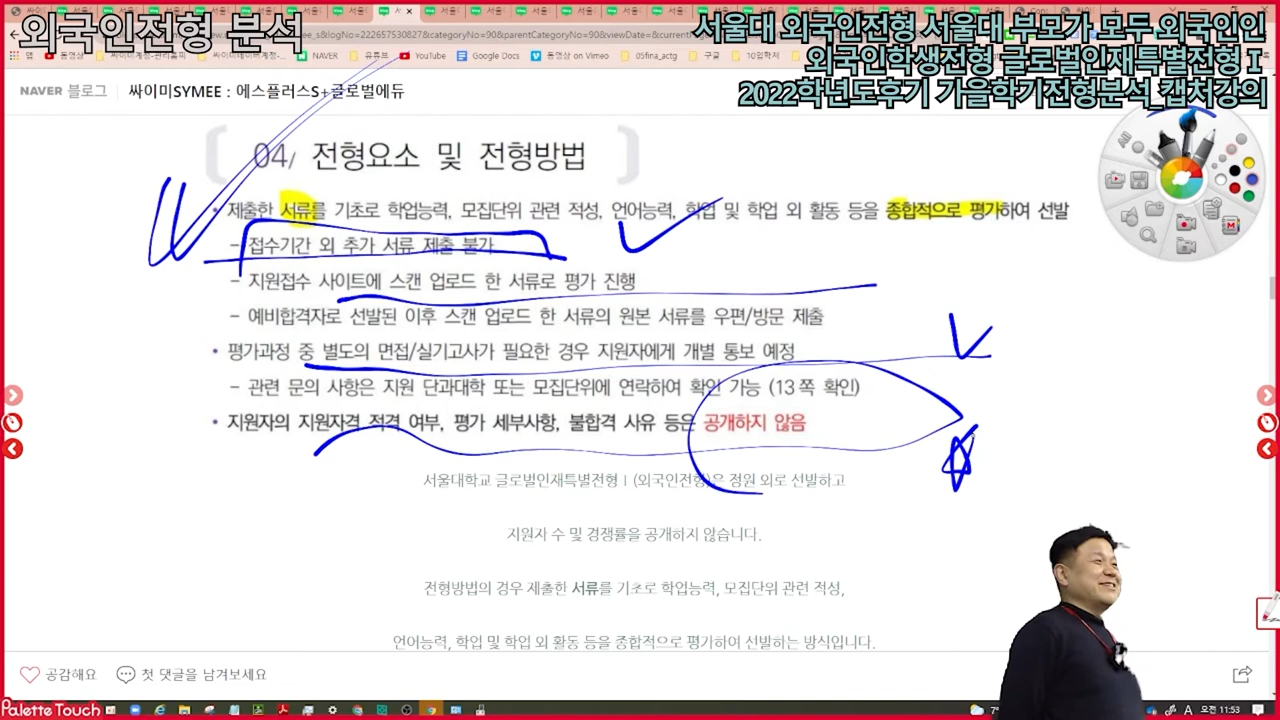 외국인전형 분석
서울대 외국인전형 서울대 부모가 모두 외국인인
외국인학생전형 글로벌인재특별전형 I
2022학년도후기 가을학기전형분석_캡처강의
NAVER 블로그 싸이미SYMEE : 에스플러스S+글로벌에듀
04/ 전형요소 및 전형방법
• 제출한 서류를 기초로 학업능력, 모집단위 관련 적성, 언어능력, 학업 및 학업 외 활동 등을 종합적으로 평가하여 선발
– 접수기간 외 추가 서류 제출 불가
– 지원접수 사이트에 스캔 업로드 한 서류로 평가 진행
– 예비합격자로 선발된 이후 스캔 업로드 한 서류의 원본 서류를 우편/방문 제출
• 평가과정 중 별도의 면접/실기고사가 필요한 경우 지원자에게 개별 통보 예정
– 관련 문의 사항은 지원 단과대학 또는 모집단위에 연락하여 확인 가능 (13쪽 확인)
• 지원자의 지원자격 적격 여부, 평가 세부사항, 불합격 사유 등은 공개하지 않음
서울대학교 글로벌인재특별전형 I (외국인전형)은 정원 외로 선발하고
지원자 수 및 경쟁률을 공개하지 않습니다.
전형방법의 경우 제출한 서류를 기초로 학업능력, 모집단위 관련 적성,
언어능력, 학업 및 학업 외 활동 등을 종합적으로 평가하여 선발하는 방식입니다.
공감해요 첫 댓글을 남겨보세요
Palette Touch
A 오전 11:53